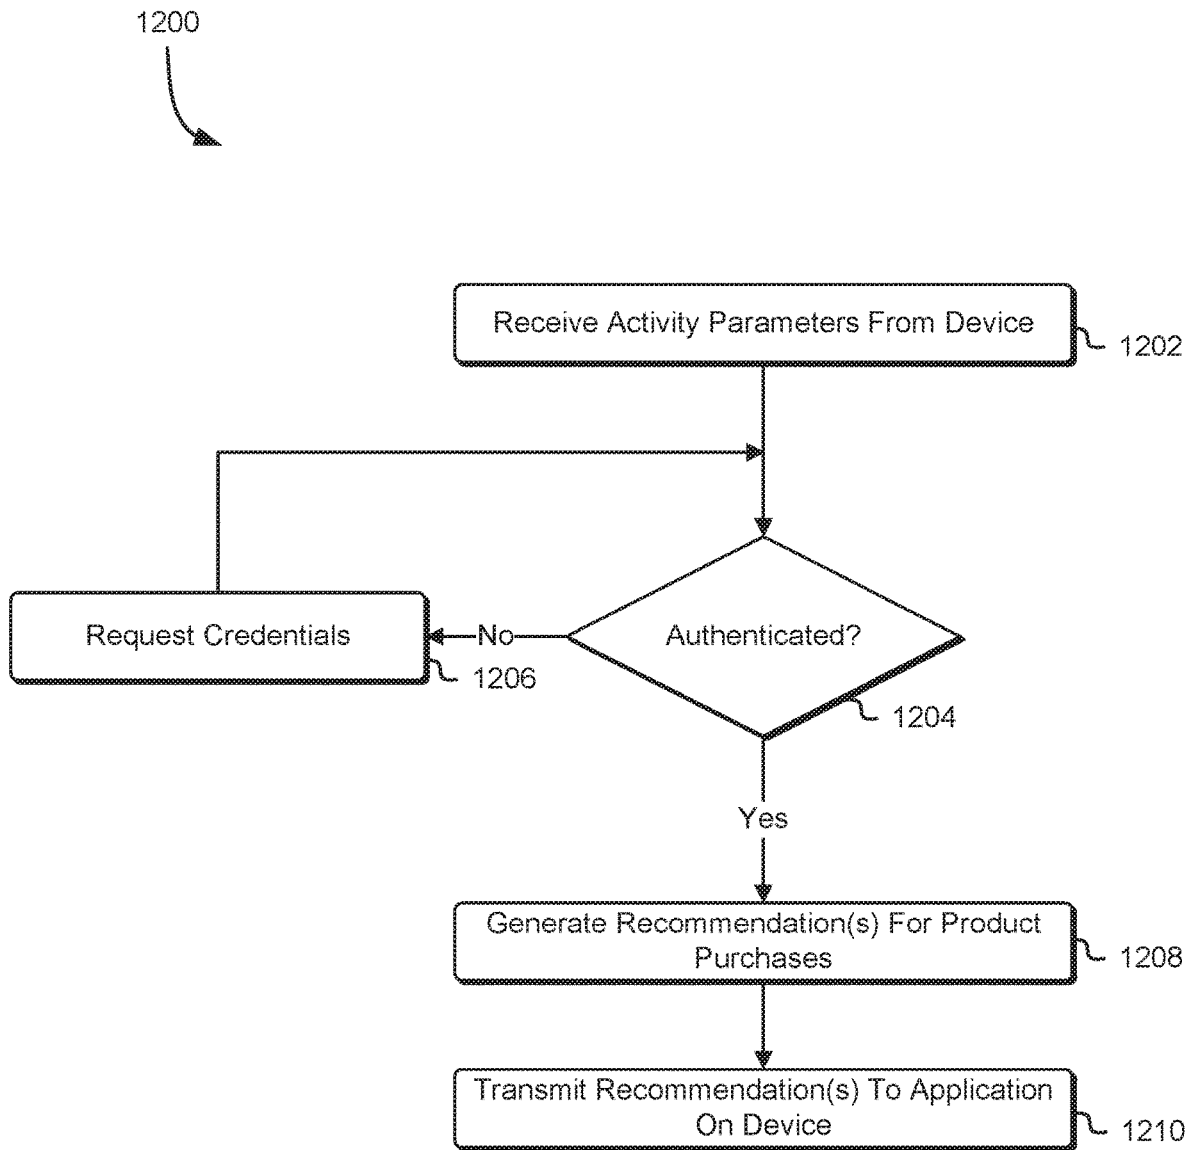 1200
Receive Activity Parameters From Device
1202
Authenticated?
1204
No
Request Credentials
1206
Yes
Generate Recommendation(s) For Product
Purchases
1208
Transmit Recommendation(s) To Application
On Device
1210